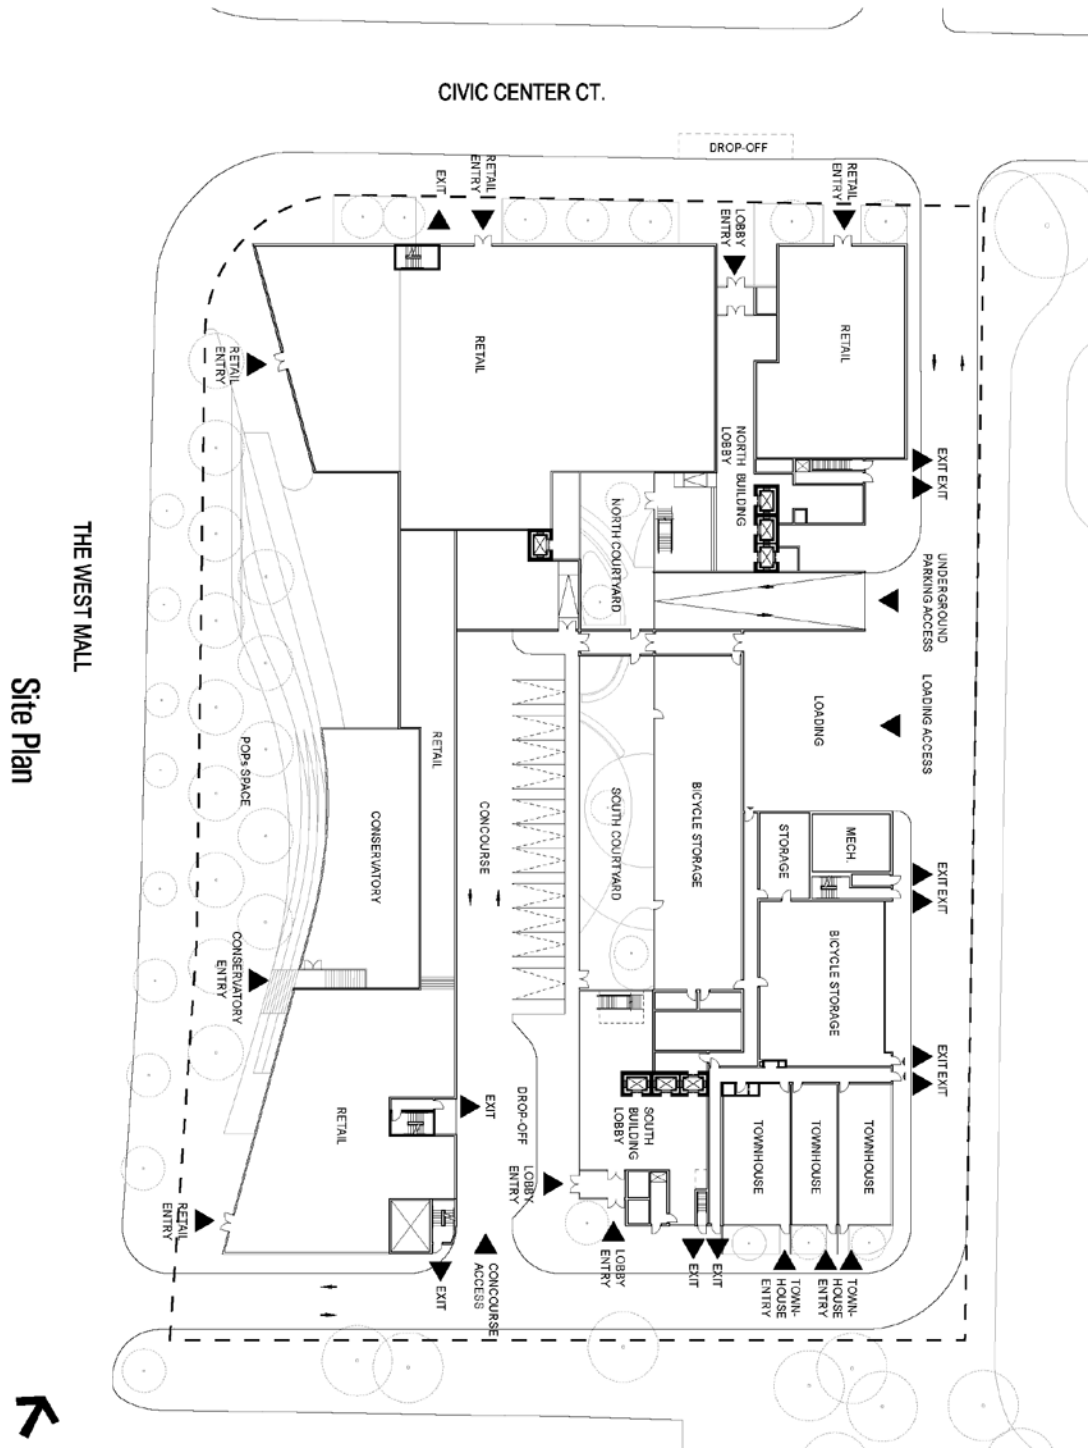 CIVIC CENTER CT.
DROP-OFF
RETAIL
ENTRY
EXIT
RETAIL
ENTRY
LOBBY
ENTRY
RETAIL
ENTRY
RETAIL
RETAIL
NORTH BUILDING
LOBBY
EXIT EXIT
NORTH COURTYARD
UNDERGROUND
PARKING ACCESS
THE WEST MALL
Site Plan
LOADING
LOADING ACCESS
POPs SPACE
RETAIL
CONSERVATORY
CONCOURSE
SOUTH COURTYARD
BICYCLE STORAGE
STORAGE
MECH.
EXIT EXIT
CONSERVATORY
ENTRY
BICYCLE STORAGE
EXIT EXIT
RETAIL
EXIT
DROP-OFF
LOBBY
ENTRY
SOUTH
BUILDING
LOBBY
TOWNHOUSE
TOWNHOUSE
TOWNHOUSE
RETAIL
ENTRY
EXIT
CONCOURSE
ACCESS
LOBBY
ENTRY
EXIT
EXIT
TOWN-
HOUSE
ENTRY
TOWN-
HOUSE
ENTRY